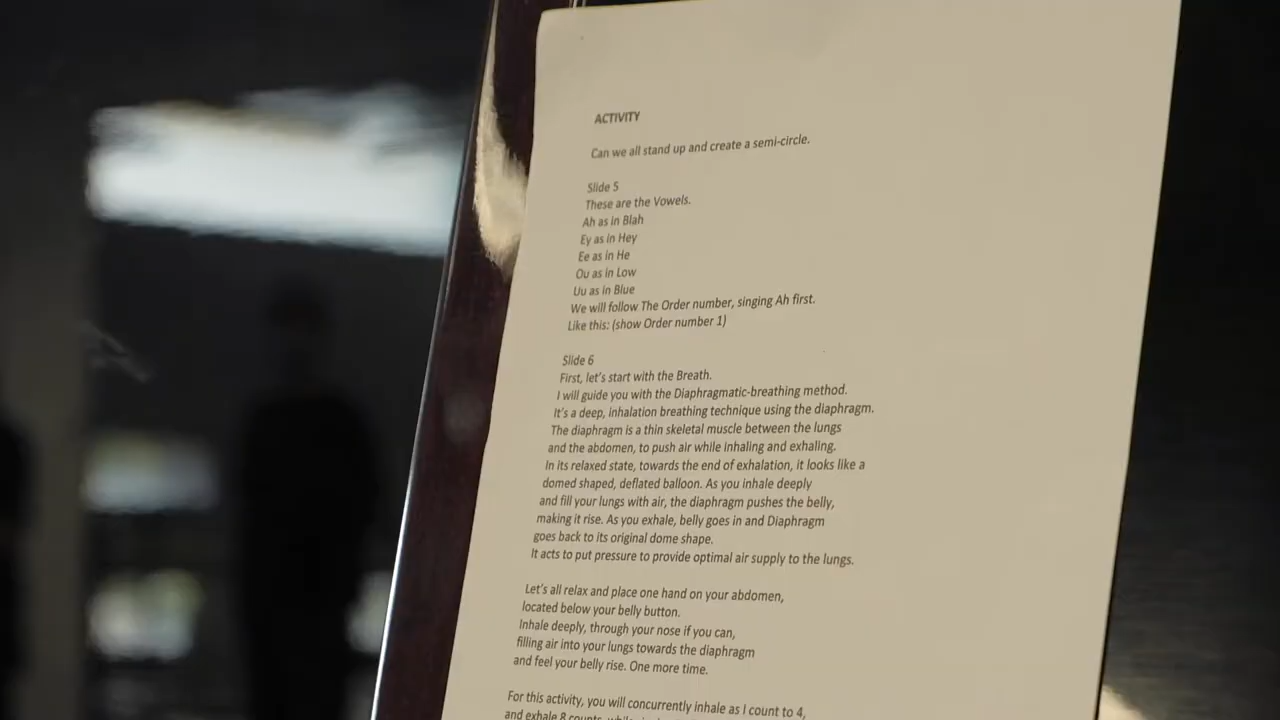 ACTIVITY
Can we all stand up and create a semi-circle.
Slide 5
These are the Vowels.
Ah as in Blah
Ey as in Hey
Ee as in He
Ou as in Low
Uu as in Blue
We will follow The Order number, singing Ah first.
Like this: (show Order number 1)
Slide 6
First, let's start with the Breath.
I will guide you with the Diaphragmatic-breathing method.
It's a deep, inhalation breathing technique using the diaphragm.
The diaphragm is a thin skeletal muscle between the lungs
and the abdomen, to push air while inhaling and exhaling.
In its relaxed state, towards the end of exhalation, it looks like a
domed shaped, deflated balloon. As you inhale deeply
and fill your lungs with air, the diaphragm pushes the belly,
making it rise. As you exhale, belly goes in and Diaphragm
goes back to its original dome shape.
It acts to put pressure to provide optimal air supply to the lungs.
Let's all relax and place one hand on your abdomen,
located below your belly button.
Inhale deeply, through your nose if you can,
filling air into your lungs towards the diaphragm
and feel your belly rise. One more time.
For this activity, you will concurrently inhale as I count to 4,
and exhale 8 counts, while